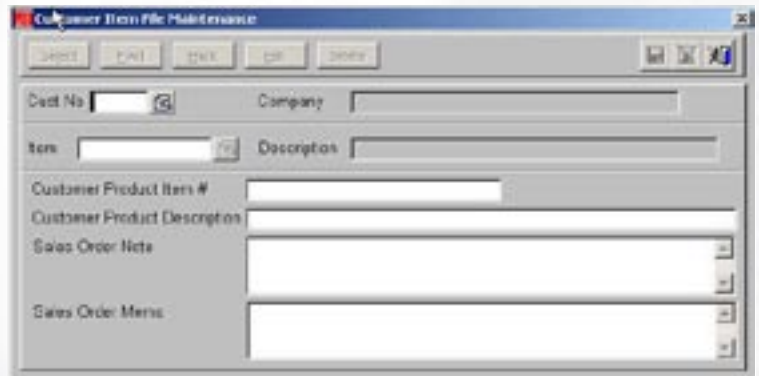 Customer Item File Maintenance
Select Find Back Edit Delete
Cust No Company
Item Description
Customer Product Item #
Customer Product Description
Sales Order Note
Sales Order Memo